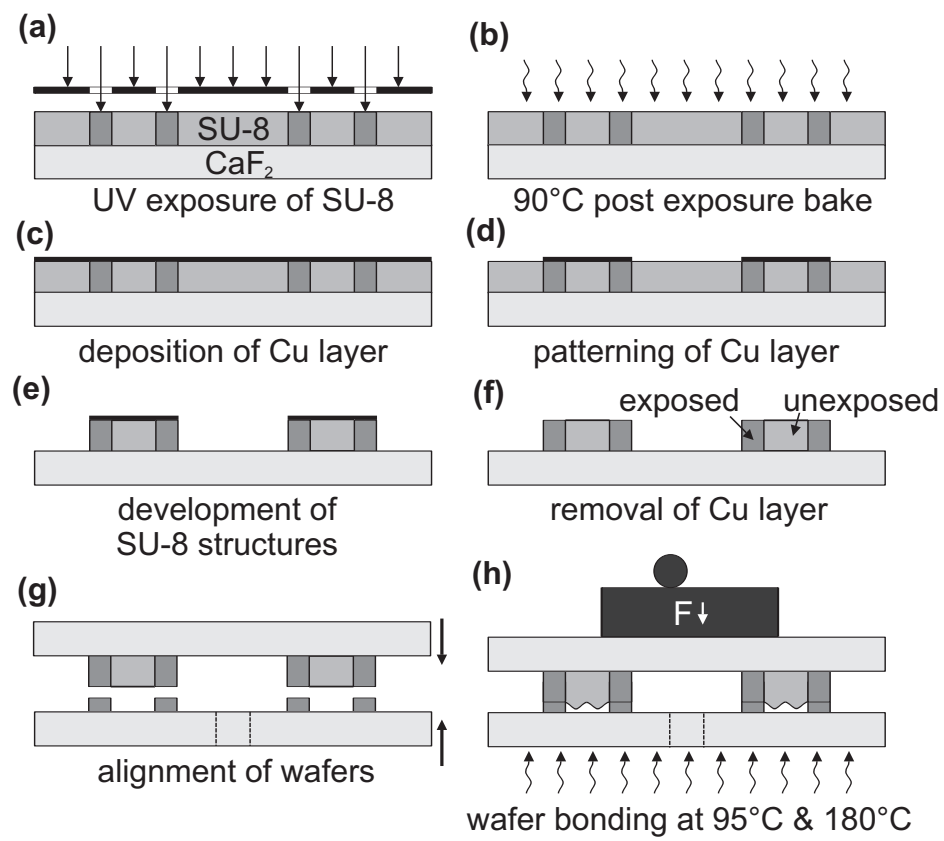 (a)
SU-8
CaF₂
UV exposure of SU-8
(b)
90°C post exposure bake
(c)
deposition of Cu layer
(d)
patterning of Cu layer
(e)
development of
SU-8 structures
(f)
exposed unexposed
removal of Cu layer
(g)
alignment of wafers
(h)
F
wafer bonding at 95°C & 180°C